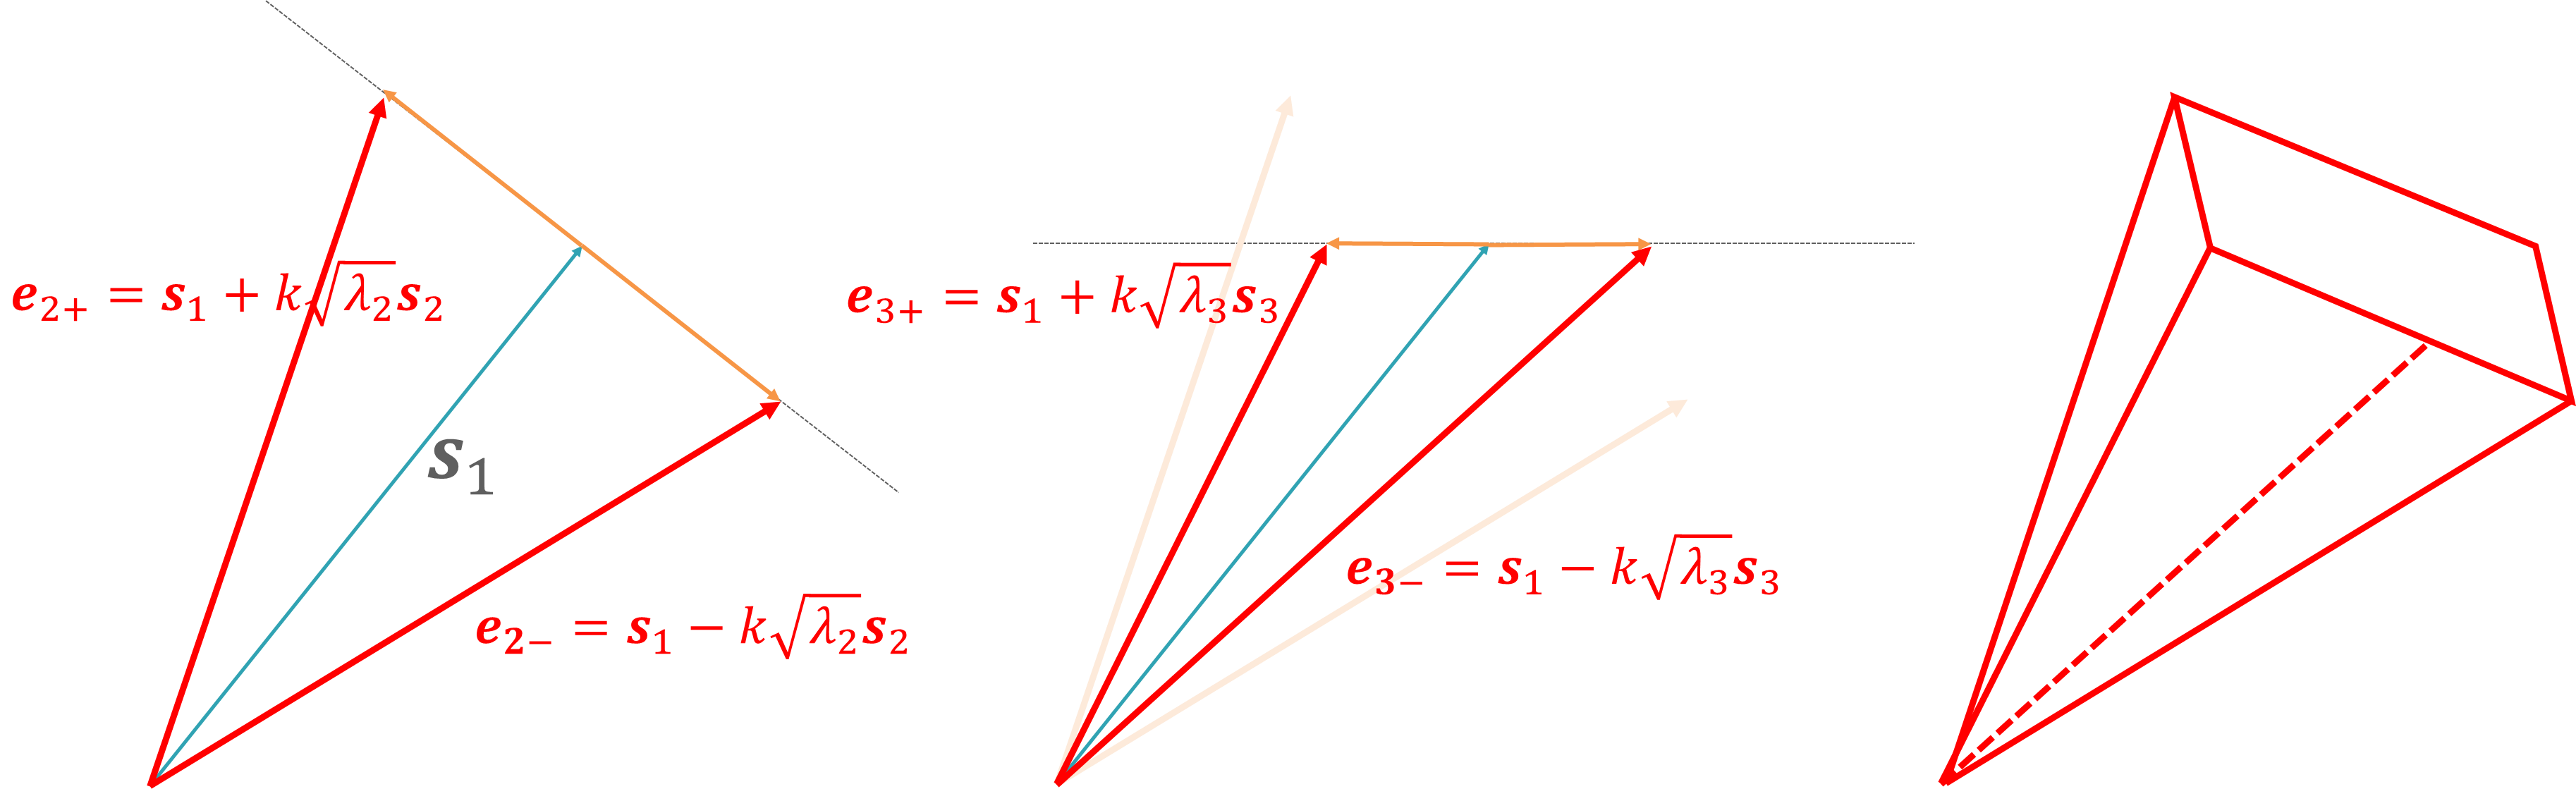 e₂₊ = s₁ + k√λ₂s₂
s₁
e₂₋ = s₁ − k√λ₂s₂
e₃₊ = s₁ + k√λ₃s₃
e₃₋ = s₁ − k√λ₃s₃